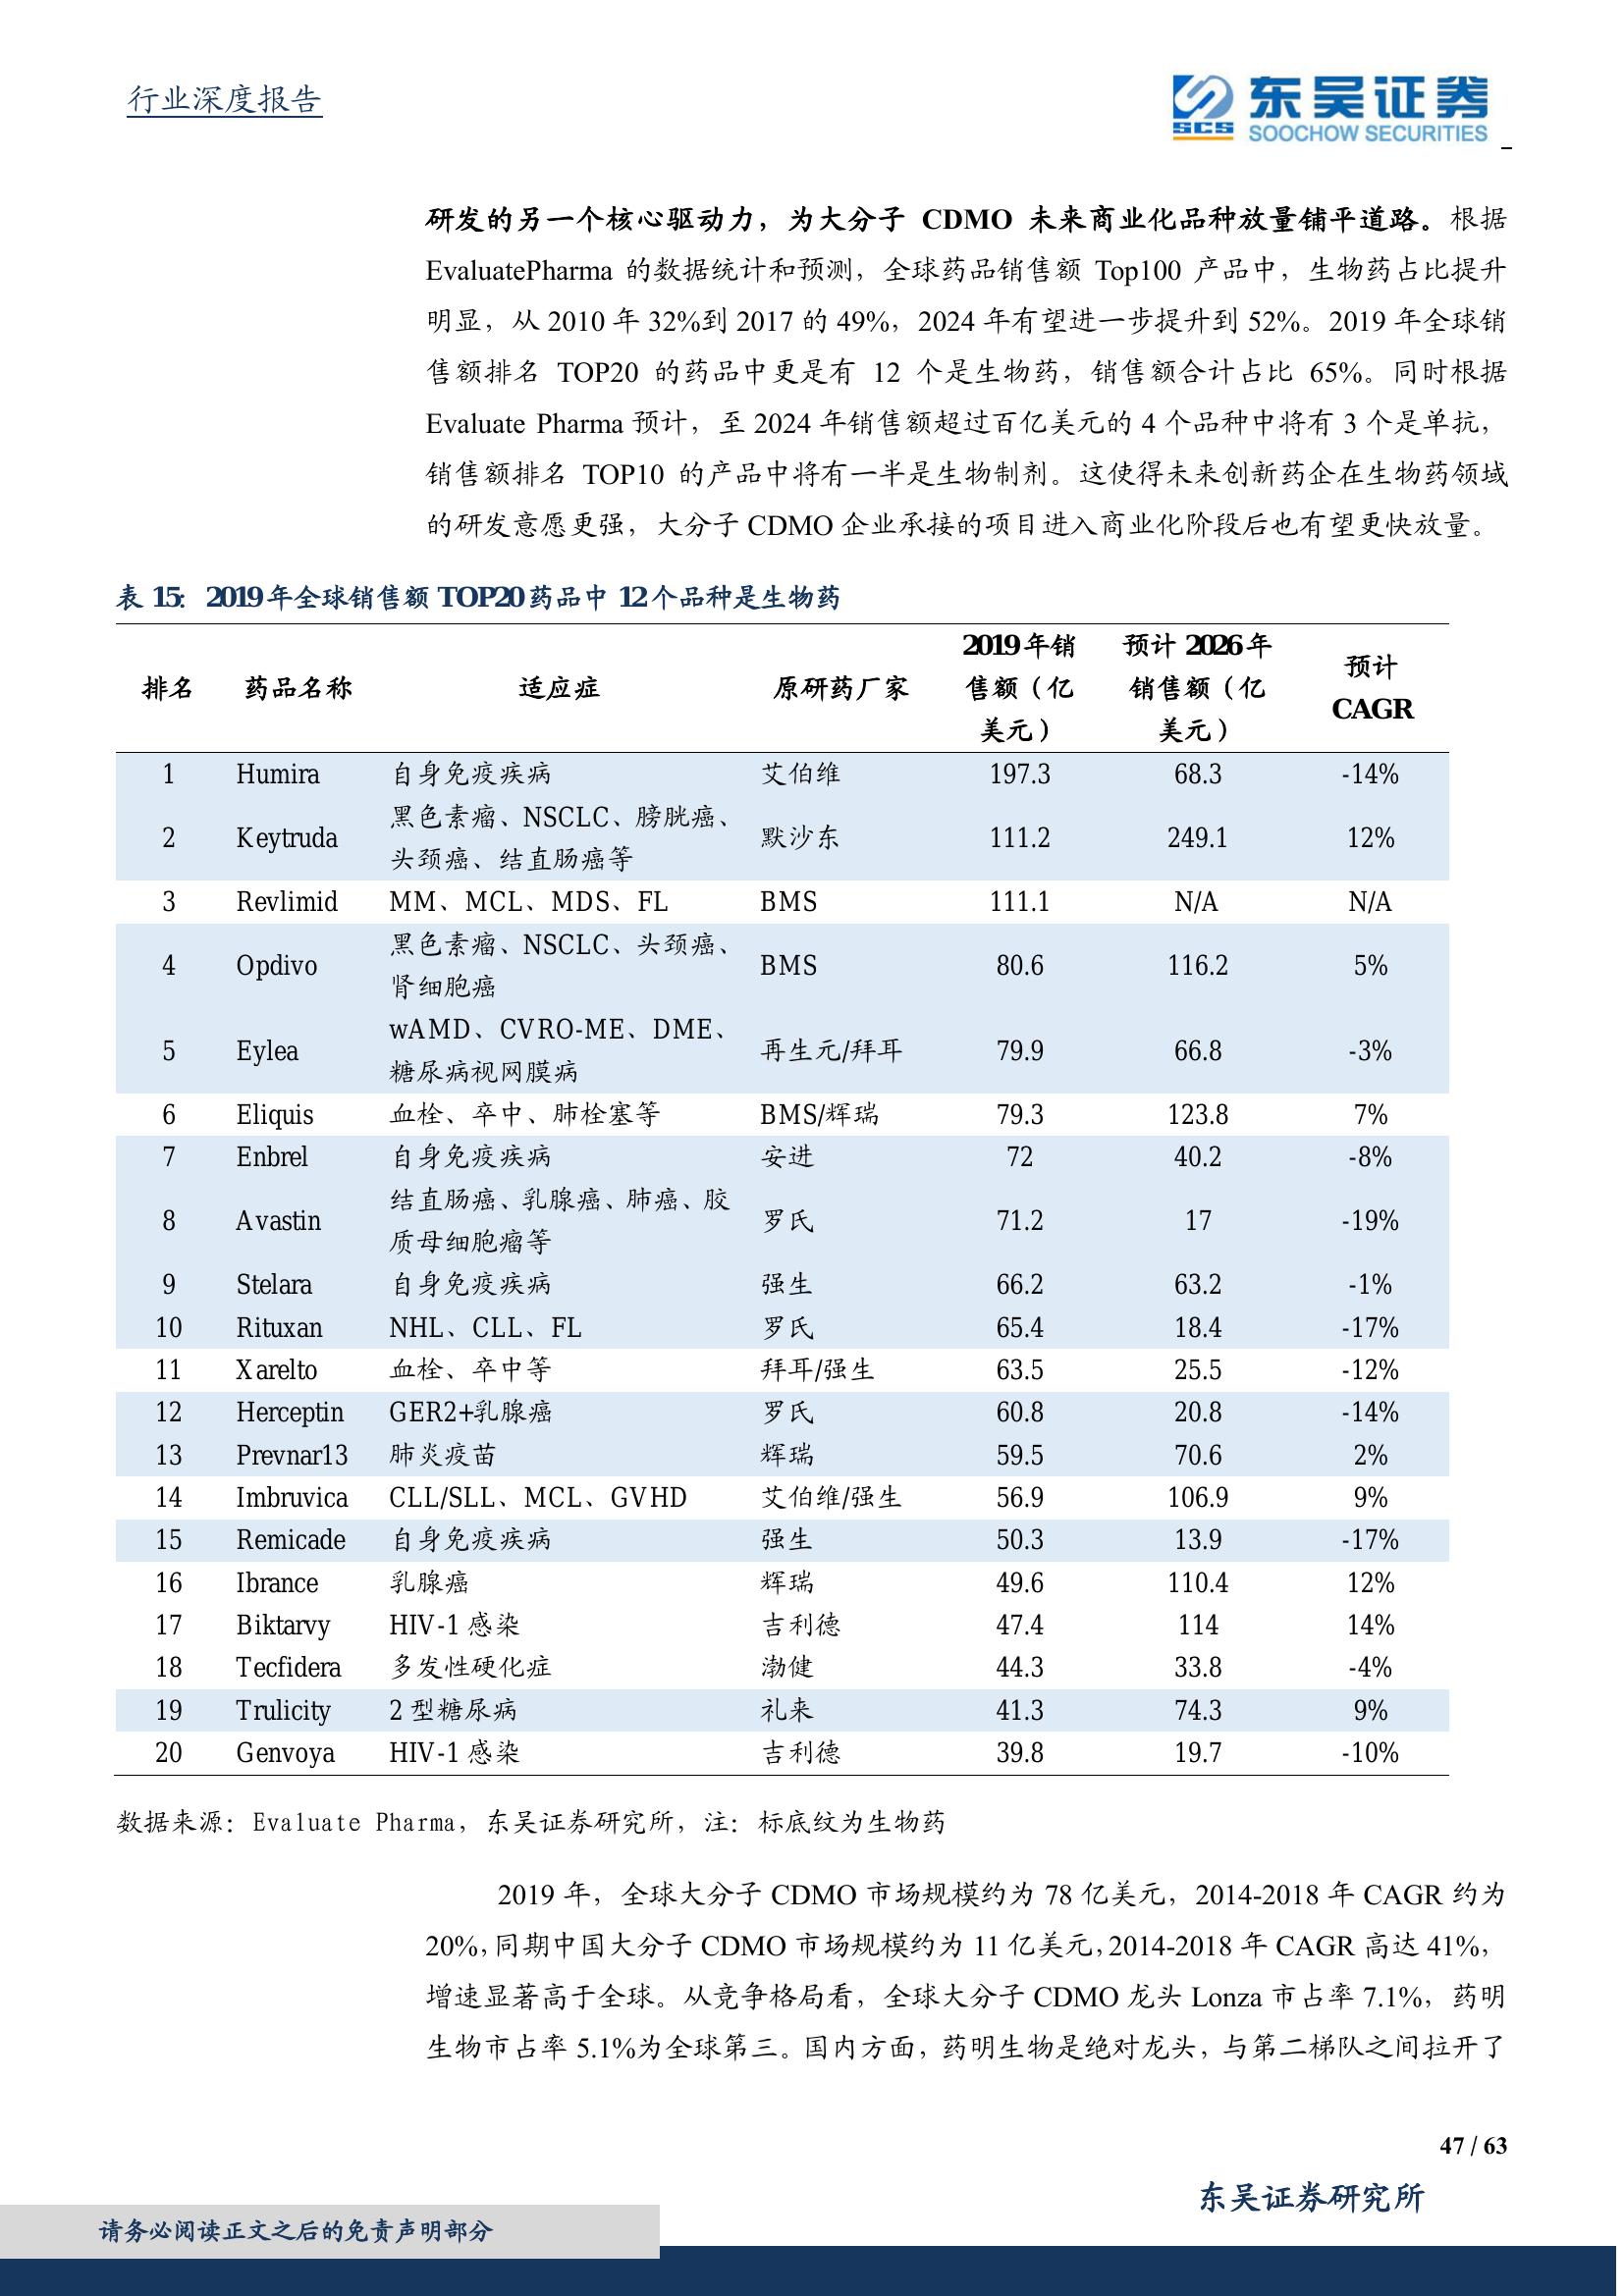 行业深度报告
东吴证券
SCS
SOOCHOW SECURITIES
研发的另一个核心驱动力，为大分子 CDMO 未来商业化品种放量铺平道路。根据
EvaluatePharma 的数据统计和预测，全球药品销售额 Top100 产品中，生物药占比提升
明显，从 2010 年 32%到 2017 的 49%，2024 年有望进一步提升到 52%。2019 年全球销
售额排名 TOP20 的药品中更是有 12 个是生物药，销售额合计占比 65%。同时根据
Evaluate Pharma 预计，至 2024 年销售额超过百亿美元的 4 个品种中将有 3 个是单抗，
销售额排名 TOP10 的产品中将有一半是生物制剂。这使得未来创新药企在生物药领域
的研发意愿更强，大分子 CDMO 企业承接的项目进入商业化阶段后也有望更快放量。
表 15：2019 年全球销售额 TOP20 药品中 12 个品种是生物药
排名 药品名称 适应症 原研药厂家 2019 年销售额（亿美元） 预计 2026 年销售额（亿美元） 预计 CAGR
1 Humira 自身免疫疾病 艾伯维 197.3 68.3 -14%
2 Keytruda 黑色素瘤、NSCLC、膀胱癌、头颈癌、结直肠癌等 默沙东 111.2 249.1 12%
3 Revlimid MM、MCL、MDS、FL BMS 111.1 N/A N/A
4 Opdivo 黑色素瘤、NSCLC、头颈癌、肾细胞癌 BMS 80.6 116.2 5%
5 Eylea wAMD、CVRO-ME、DME、糖尿病视网膜病 再生元/拜耳 79.9 66.8 -3%
6 Eliquis 血栓、卒中、肺栓塞等 BMS/辉瑞 79.3 123.8 7%
7 Enbrel 自身免疫疾病 安进 72 40.2 -8%
8 Avastin 结直肠癌、乳腺癌、肺癌、胶质母细胞瘤等 罗氏 71.2 17 -19%
9 Stelara 自身免疫疾病 强生 66.2 63.2 -1%
10 Rituxan NHL、CLL、FL 罗氏 65.4 18.4 -17%
11 Xarelto 血栓、卒中等 拜耳/强生 63.5 25.5 -12%
12 Herceptin GER2+乳腺癌 罗氏 60.8 20.8 -14%
13 Prevnar13 肺炎疫苗 辉瑞 59.5 70.6 2%
14 Imbruvica CLL/SLL、MCL、GVHD 艾伯维/强生 56.9 106.9 9%
15 Remicade 自身免疫疾病 强生 50.3 13.9 -17%
16 Ibrance 乳腺癌 辉瑞 49.6 110.4 12%
17 Biktarvy HIV-1 感染 吉利德 47.4 114 14%
18 Tecfidera 多发性硬化症 渤健 44.3 33.8 -4%
19 Trulicity 2 型糖尿病 礼来 41.3 74.3 9%
20 Genvoya HIV-1 感染 吉利德 39.8 19.7 -10%
数据来源：Evaluate Pharma，东吴证券研究所，注：标底纹为生物药
2019 年，全球大分子 CDMO 市场规模约为 78 亿美元，2014-2018 年 CAGR 约为
20%，同期中国大分子 CDMO 市场规模约为 11 亿美元，2014-2018 年 CAGR 高达 41%，
增速显著高于全球。从竞争格局看，全球大分子 CDMO 龙头 Lonza 市占率 7.1%，药明
生物市占率 5.1%为全球第三。国内方面，药明生物是绝对龙头，与第二梯队之间拉开了
47 / 63
东吴证券研究所
请务必阅读正文之后的免责声明部分